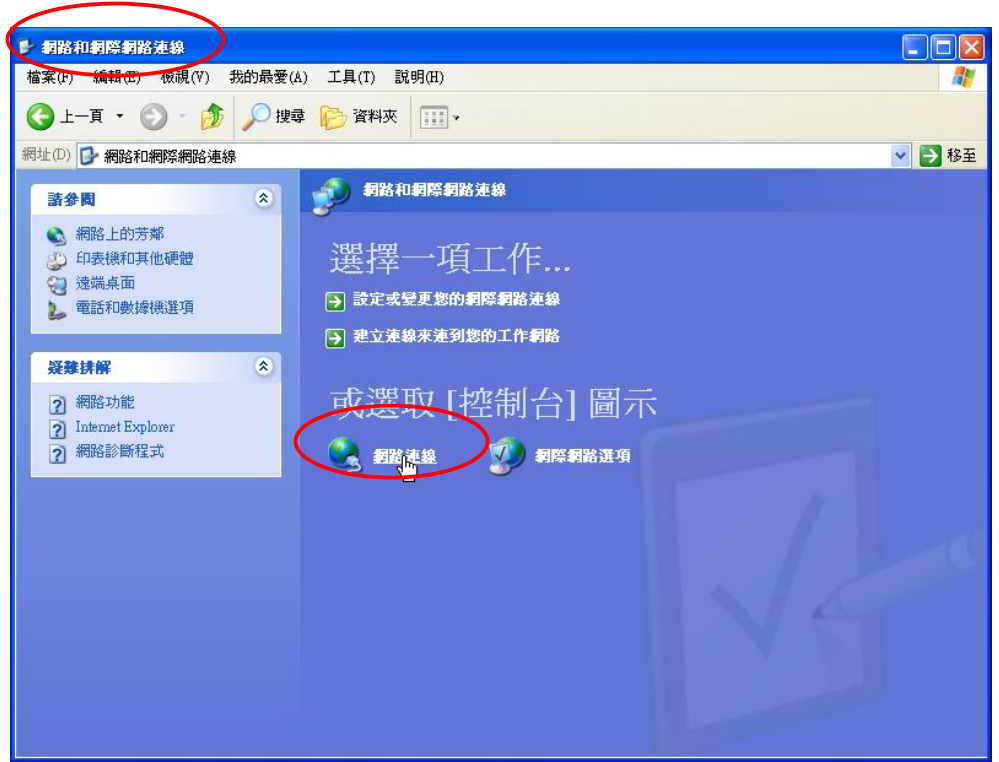 網路和網際網路連線
檔案(F) 編輯(E) 檢視(V) 我的最愛(A) 工具(T) 說明(H)
上一頁 搜尋 資料夾
網址(D) 網路和網際網路連線 移至
請參閱
網路上的芳鄰
印表機和其他硬體
遠端桌面
電話和數據機選項
疑難排解
網路功能
Internet Explorer
網路診斷程式
網路和網際網路連線
選擇一項工作...
設定或變更您的網際網路連線
建立連線來連到您的工作網路
或選取 [控制台] 圖示
網路連線 網際網路選項